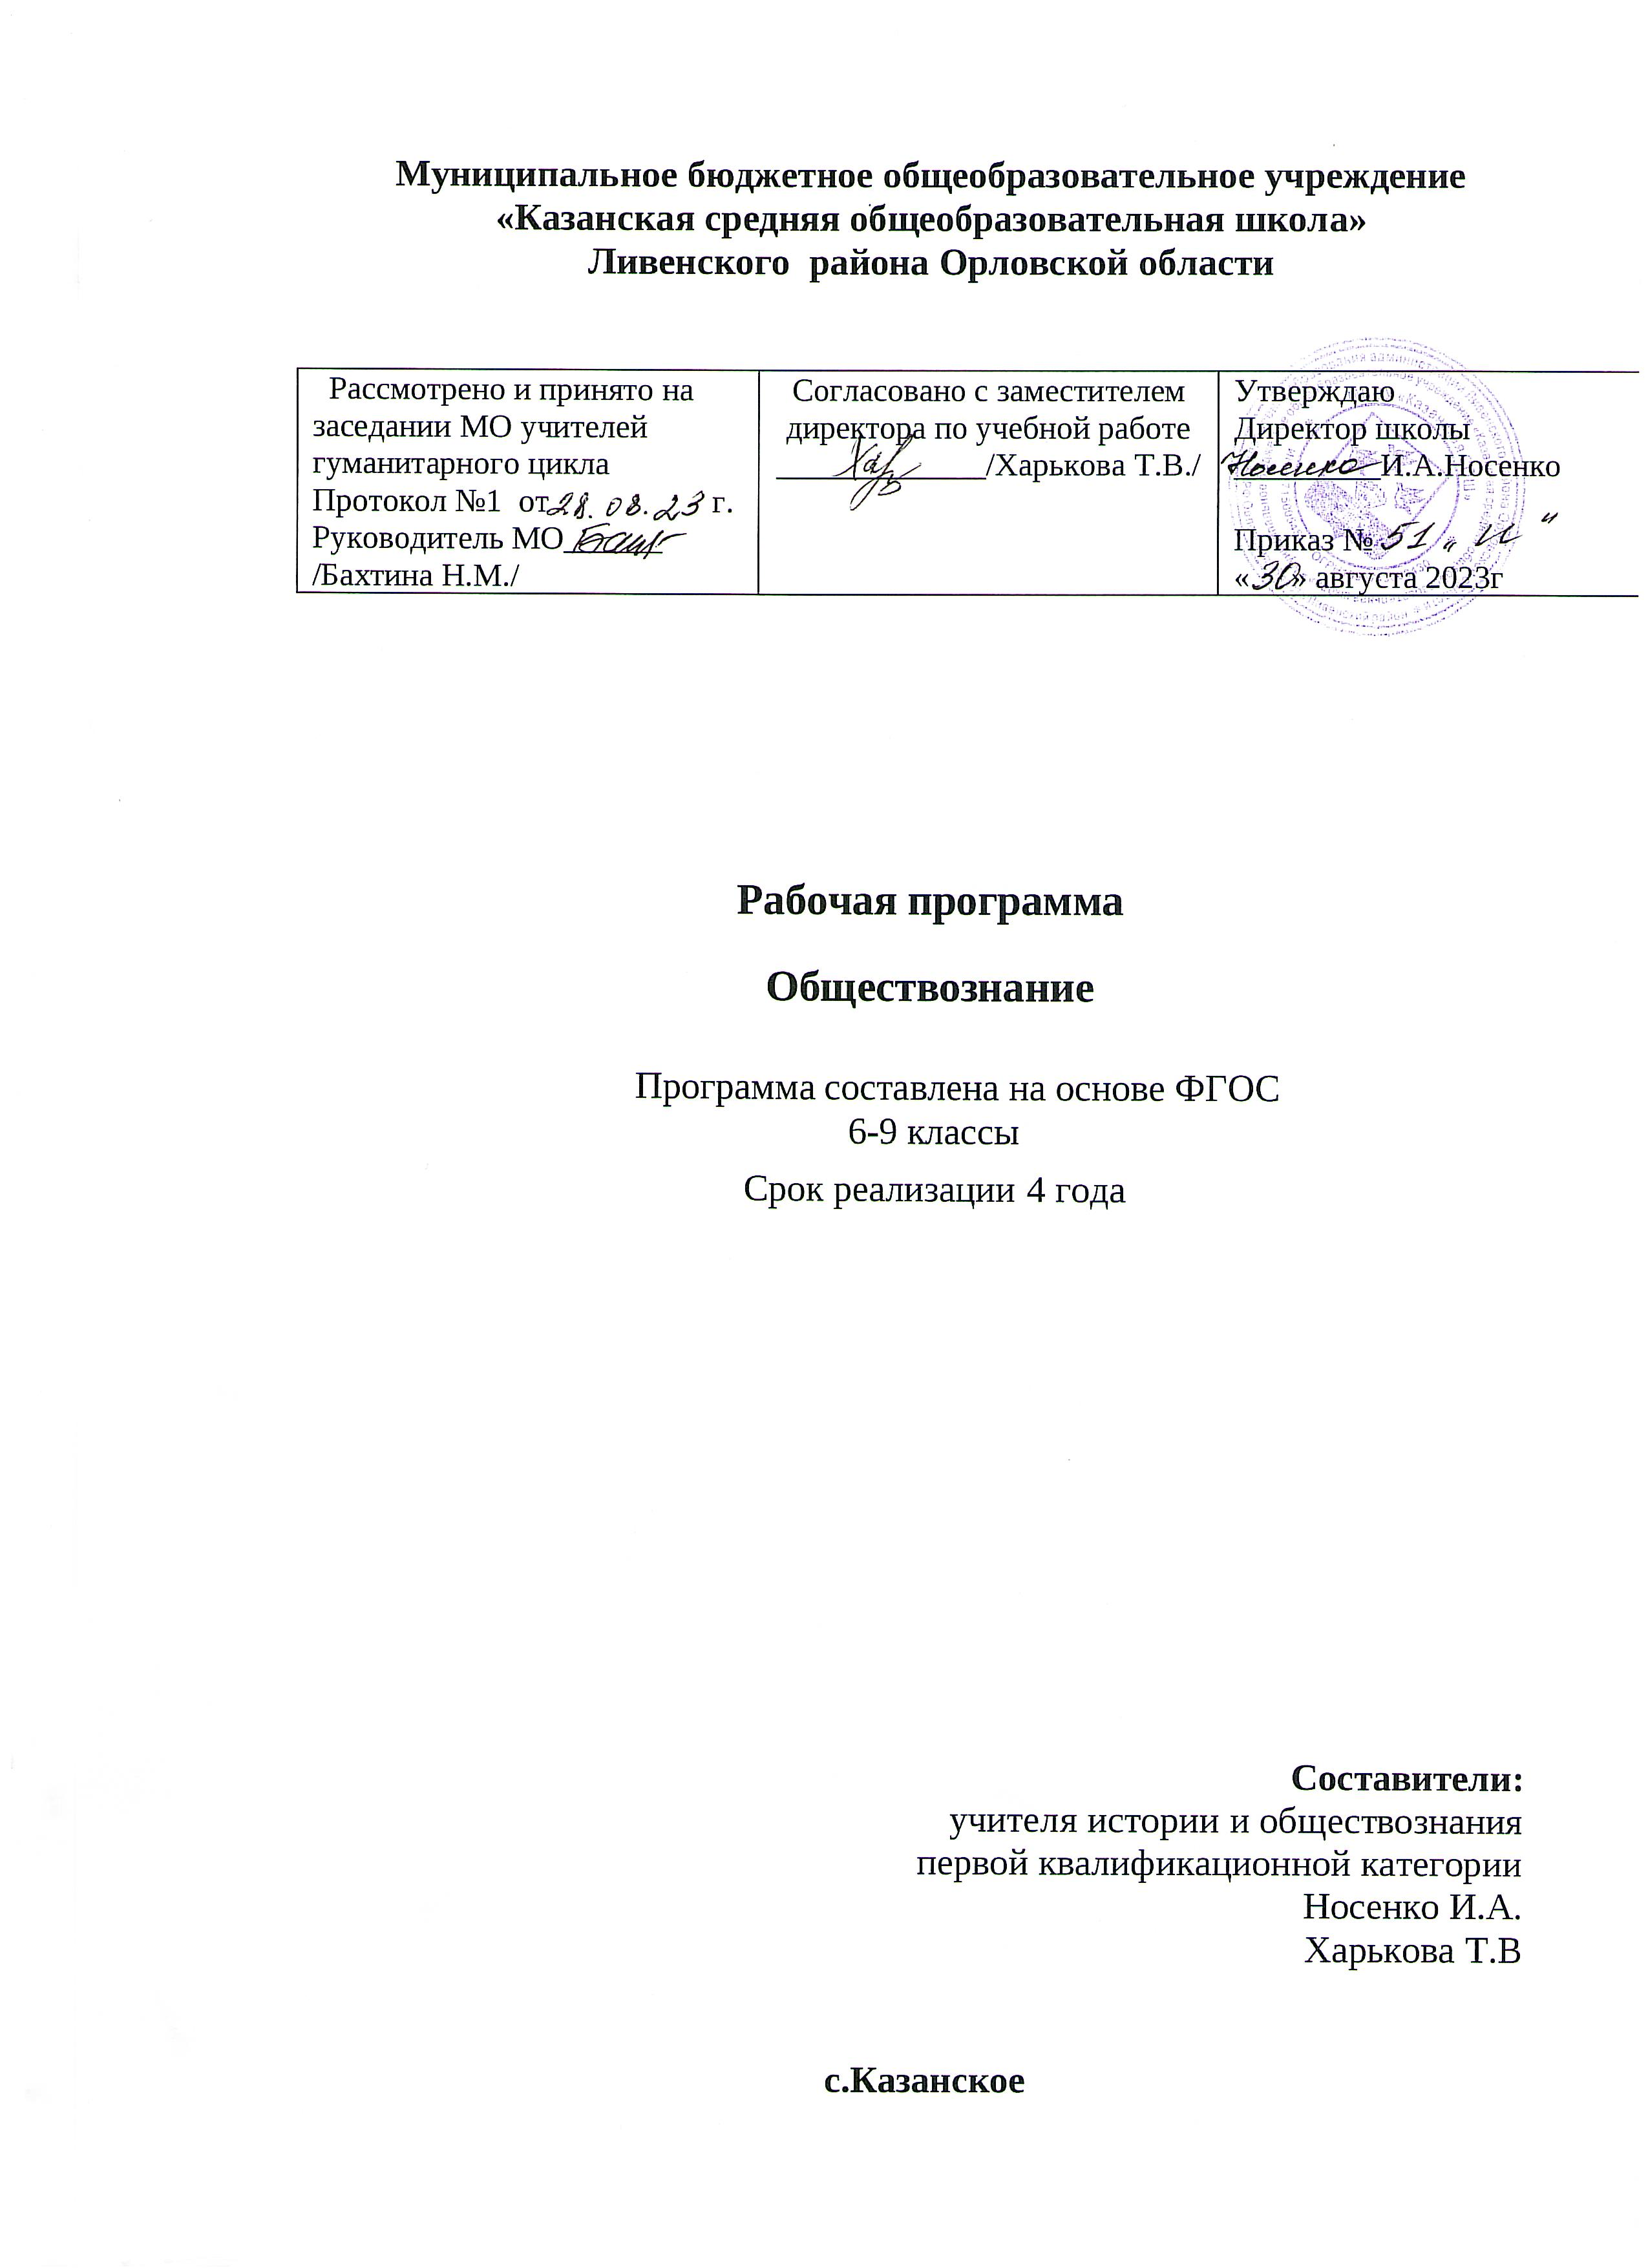 Муниципальное бюджетное общеобразовательное учреждение
«Казанская средняя общеобразовательная школа»
Ливенского  района Орловской области
Рассмотрено и принято на
заседании МО учителей
гуманитарного цикла
Протокол №1  от 28. 08. 23 г.
Руководитель МО
/Бахтина Н.М./
Согласовано с заместителем
директора по учебной работе
/Харькова Т.В./
Утверждаю
Директор школы
Носенко И.А.Носенко
Приказ № 51
«30» августа 2023г
Рабочая программа
Обществознание
Программа составлена на основе ФГОС
6-9 классы
Срок реализации 4 года
Составители:
учителя истории и обществознания
первой квалификационной категории
Носенко И.А.
Харькова Т.В
с.Казанское